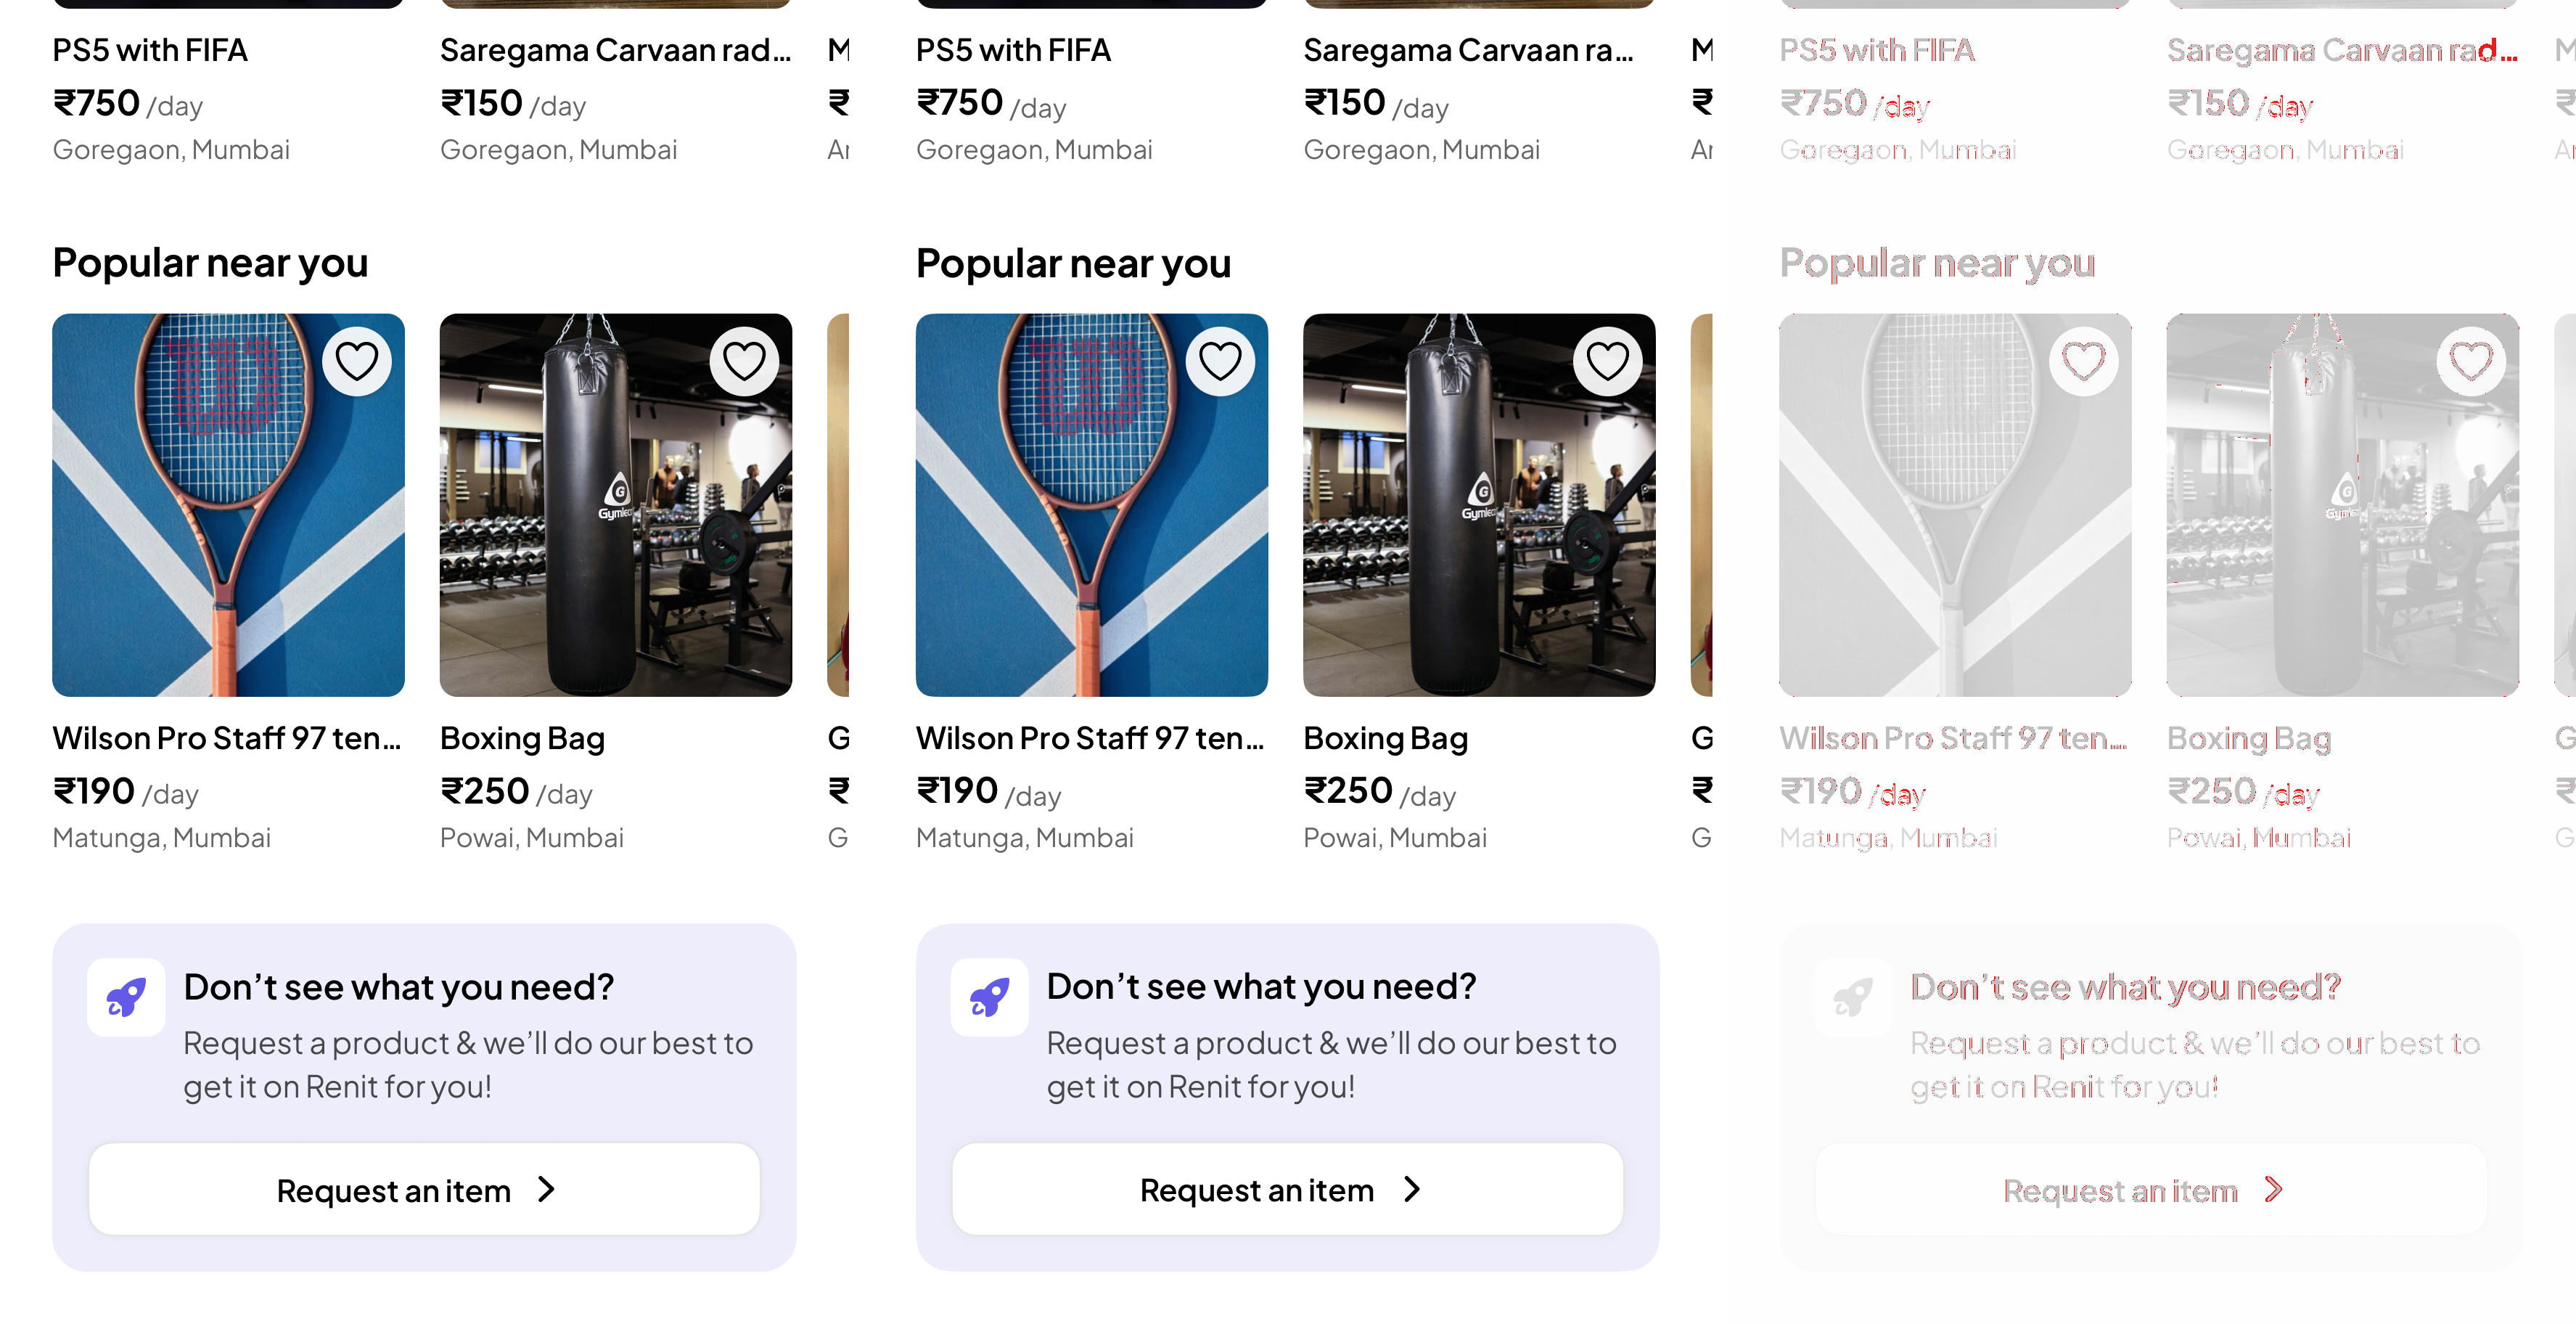 PS5 with FIFA
₹750 /day
Goregaon, Mumbai
Saregama Carvaan rad...
₹150 /day
Goregaon, Mumbai
M
₹
Popular near you
Gymleco
Wilson Pro Staff 97 ten...
₹190 /day
Matunga, Mumbai
Boxing Bag
₹250 /day
Powai, Mumbai
G
₹
G
Don’t see what you need?
Request a product & we’ll do our best to
get it on Renit for you!
Request an item
PS5 with FIFA
₹750 /day
Goregaon, Mumbai
Saregama Carvaan ra...
₹150 /day
Goregaon, Mumbai
M
₹
Popular near you
Wilson Pro Staff 97 ten...
₹190 /day
Matunga, Mumbai
Boxing Bag
₹250 /day
Powai, Mumbai
G
₹
G
Don’t see what you need?
Request a product & we’ll do our best to
get it on Renit for you!
Request an item
PS5 with FIFA
₹750 /day
Goregaon, Mumbai
Saregama Carvaan rad...
₹150 /day
Goregaon, Mumbai
M
₹
Popular near you
Wilson Pro Staff 97 ten...
₹190 /day
Matunga, Mumbai
Boxing Bag
₹250 /day
Powai, Mumbai
G
₹
G
Don’t see what you need?
Request a product & we’ll do our best to
get it on Renit for you!
Request an item